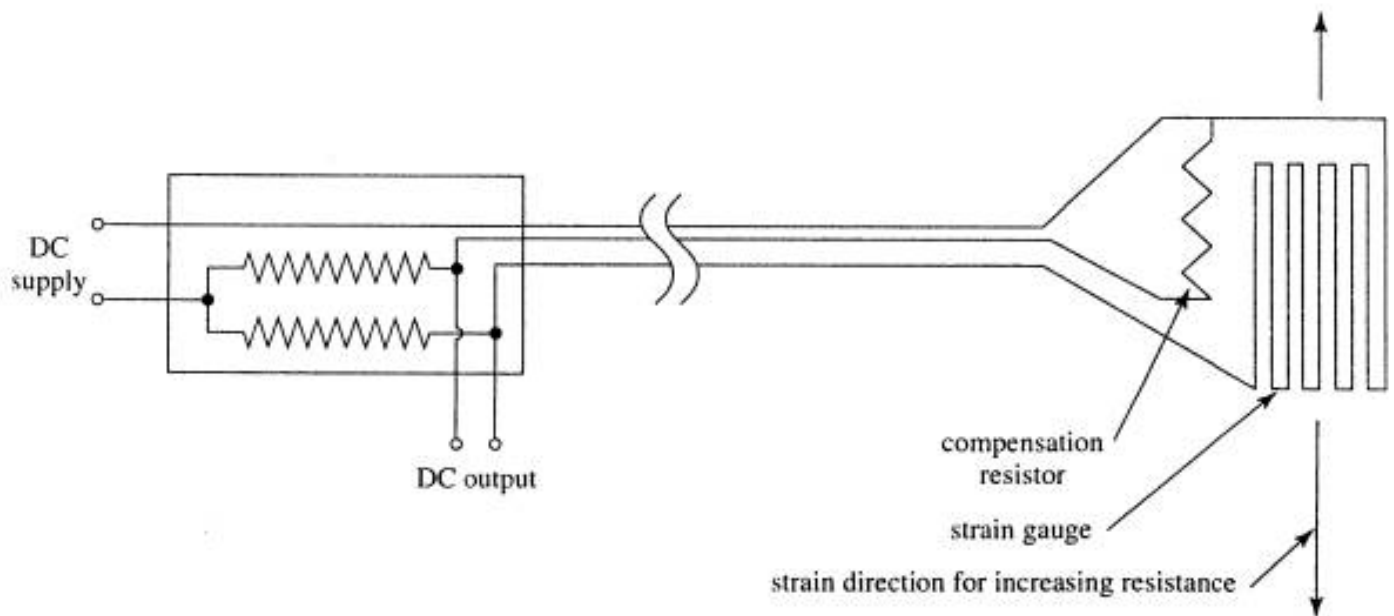 DC
supply
DC output
compensation
resistor
strain gauge
strain direction for increasing resistance